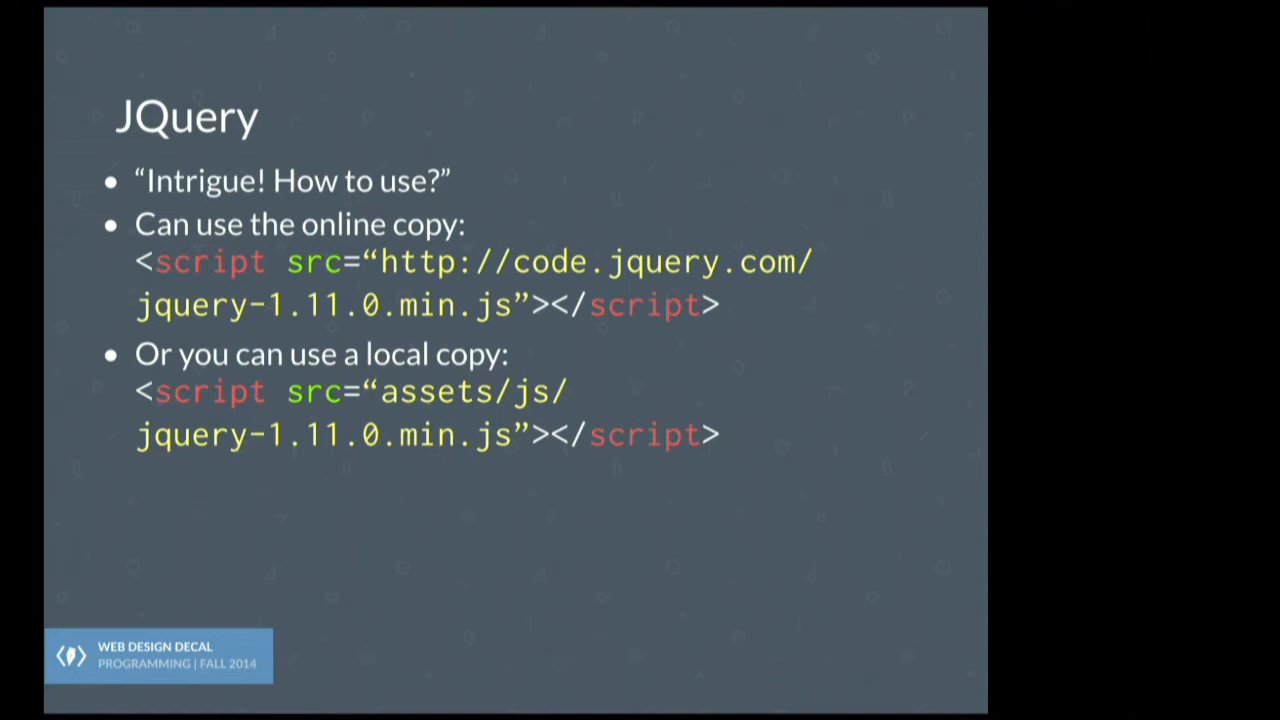 JQuery
• “Intrigue! How to use?”
• Can use the online copy:
<script src=“http://code.jquery.com/
jquery-1.11.0.min.js”></script>
• Or you can use a local copy:
<script src=“assets/js/
jquery-1.11.0.min.js”></script>
WEB DESIGN DECAL
PROGRAMMING | FALL 2014